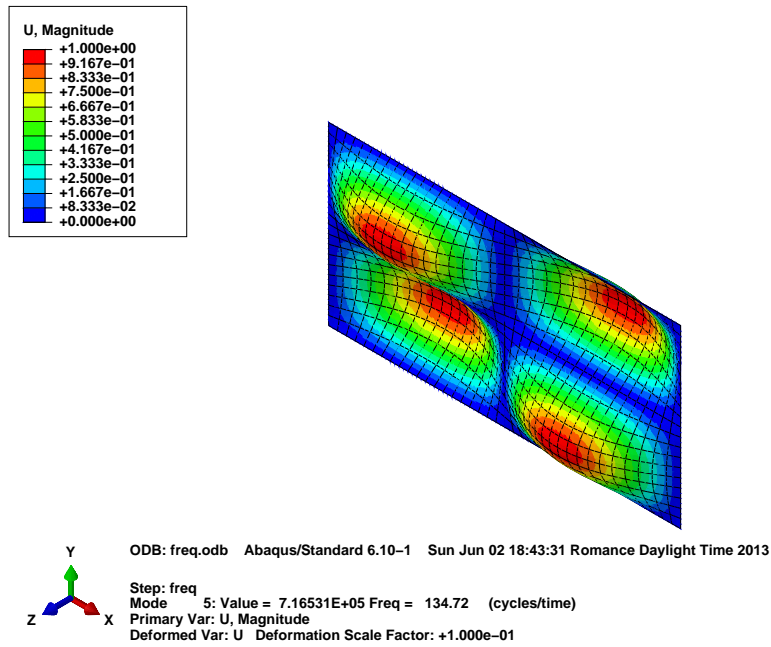 U, Magnitude
+1.000e+00
+9.167e−01
+8.333e−01
+7.500e−01
+6.667e−01
+5.833e−01
+5.000e−01
+4.167e−01
+3.333e−01
+2.500e−01
+1.667e−01
+8.333e−02
+0.000e+00
Y
Z X
ODB: freq.odb Abaqus/Standard 6.10−1 Sun Jun 02 18:43:31 Romance Daylight Time 2013
Step: freq
Mode 5: Value = 7.16531E+05 Freq = 134.72 (cycles/time)
Primary Var: U, Magnitude
Deformed Var: U Deformation Scale Factor: +1.000e−01